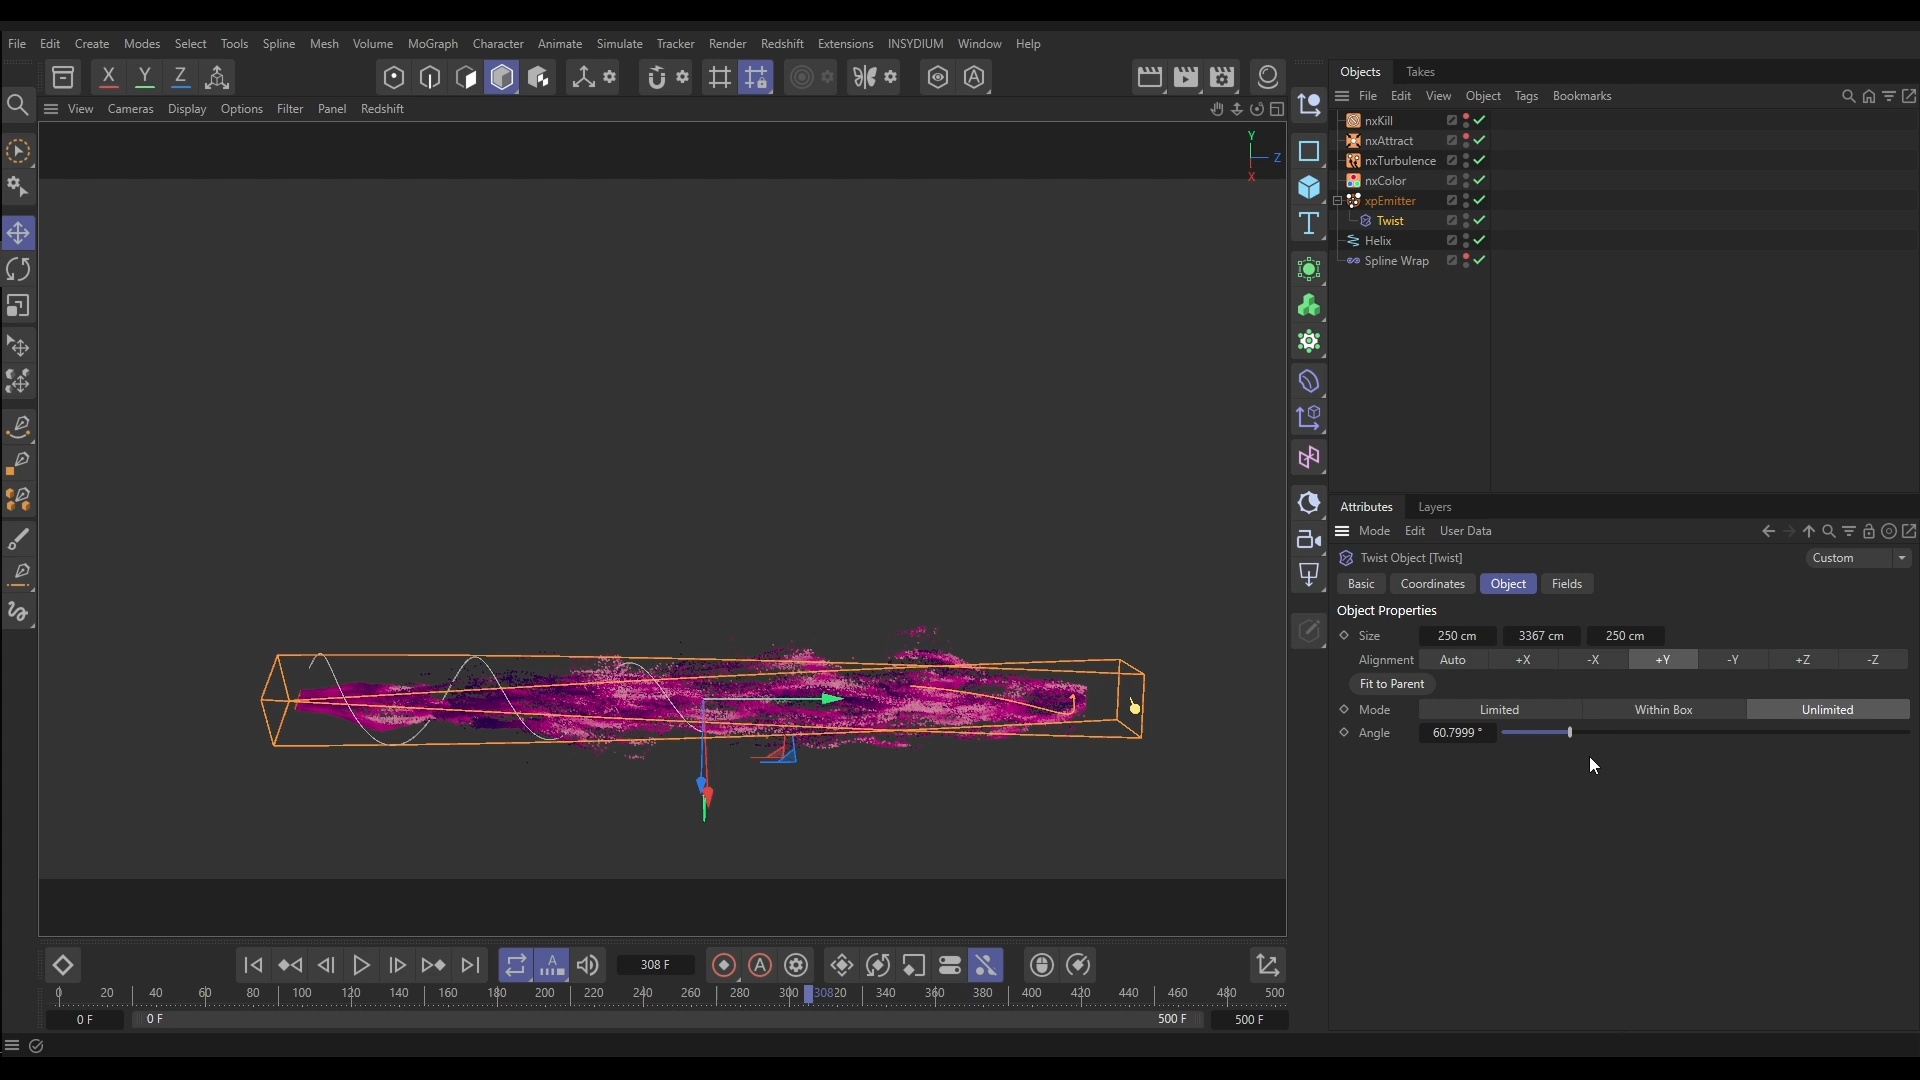 File Edit Create Modes Select Tools Spline Mesh Volume MoGraph Character Animate Simulate Tracker Render Redshift Extensions INSYDIUM Window Help
X Y Z
View Cameras Display Options Filter Panel Redshift
Y
Z
X
Objects Takes
File Edit View Object Tags Bookmarks
nxKill
nxAttract
nxTurbulence
nxColor
xpEmitter
Twist
Helix
Spline Wrap
Attributes Layers
Mode Edit User Data
Twist Object [Twist] Custom
Basic Coordinates Object Fields
Object Properties
Size 250 cm 3367 cm 250 cm
Alignment Auto +X -X +Y -Y +Z -Z
Fit to Parent
Mode Limited Within Box Unlimited
Angle 60.7999 °
308 F
0 20 40 60 80 100 120 140 160 180 200 220 240 260 280 300 30820 340 360 380 400 420 440 460 480 500
0 F 0 F 500 F 500 F